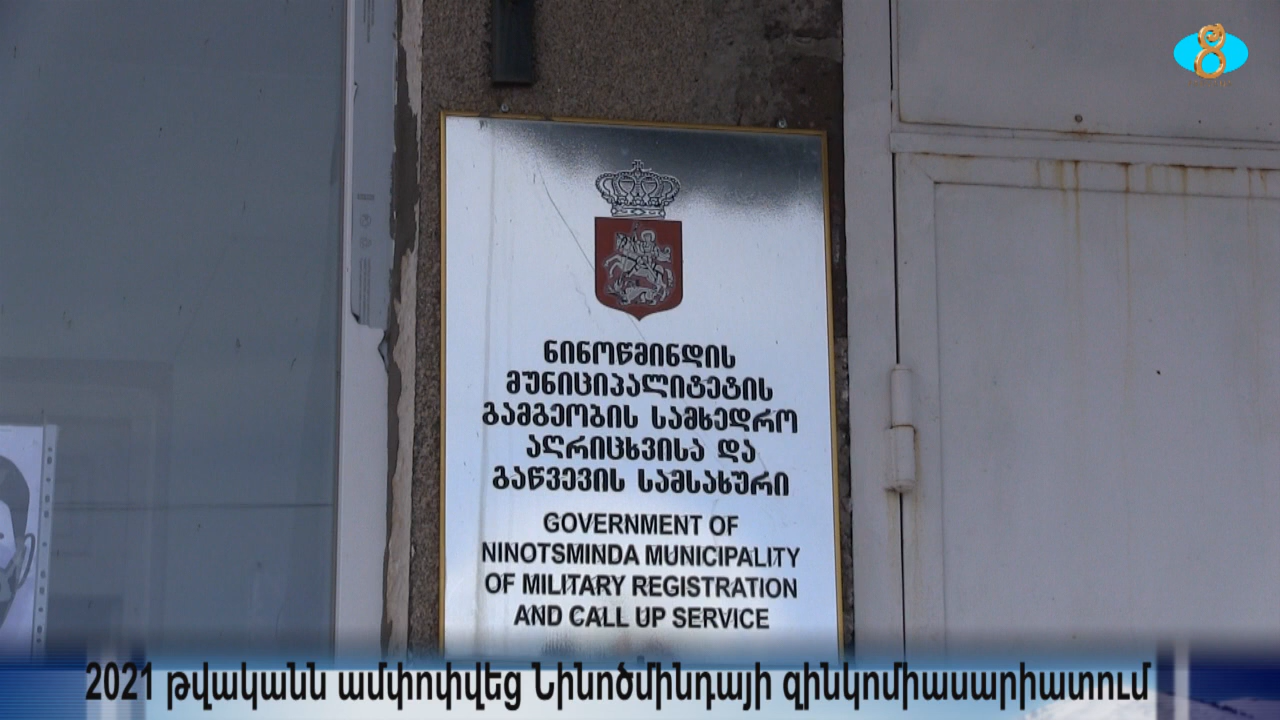 ნინოწმინდის
მუნიციპალიტეტის
გამგეობის სამხედრო
აღრიცხვისა და
გაწვევის სამსახური
GOVERNMENT OF
NINOTSMINDA MUNICIPALITY
OF MILITARY REGISTRATION
AND CALL UP SERVICE
2021 թվականն ամփոփվեց Նինոծմինդայի զինկոմիասարիատում